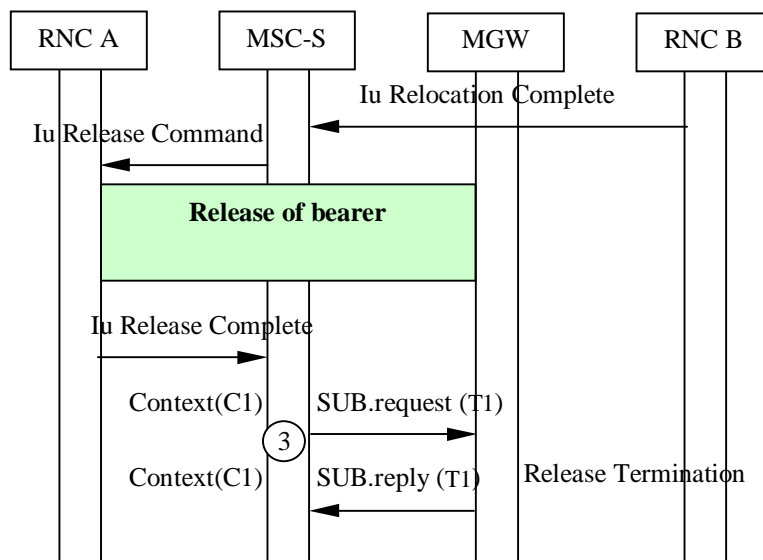 RNC A
MSC-S
MGW
RNC B
Iu Relocation Complete
Iu Release Command
Release of bearer
Iu Release Complete
Context(C1)
SUB.request (T1)
3
Context(C1)
SUB.reply (T1)
Release Termination